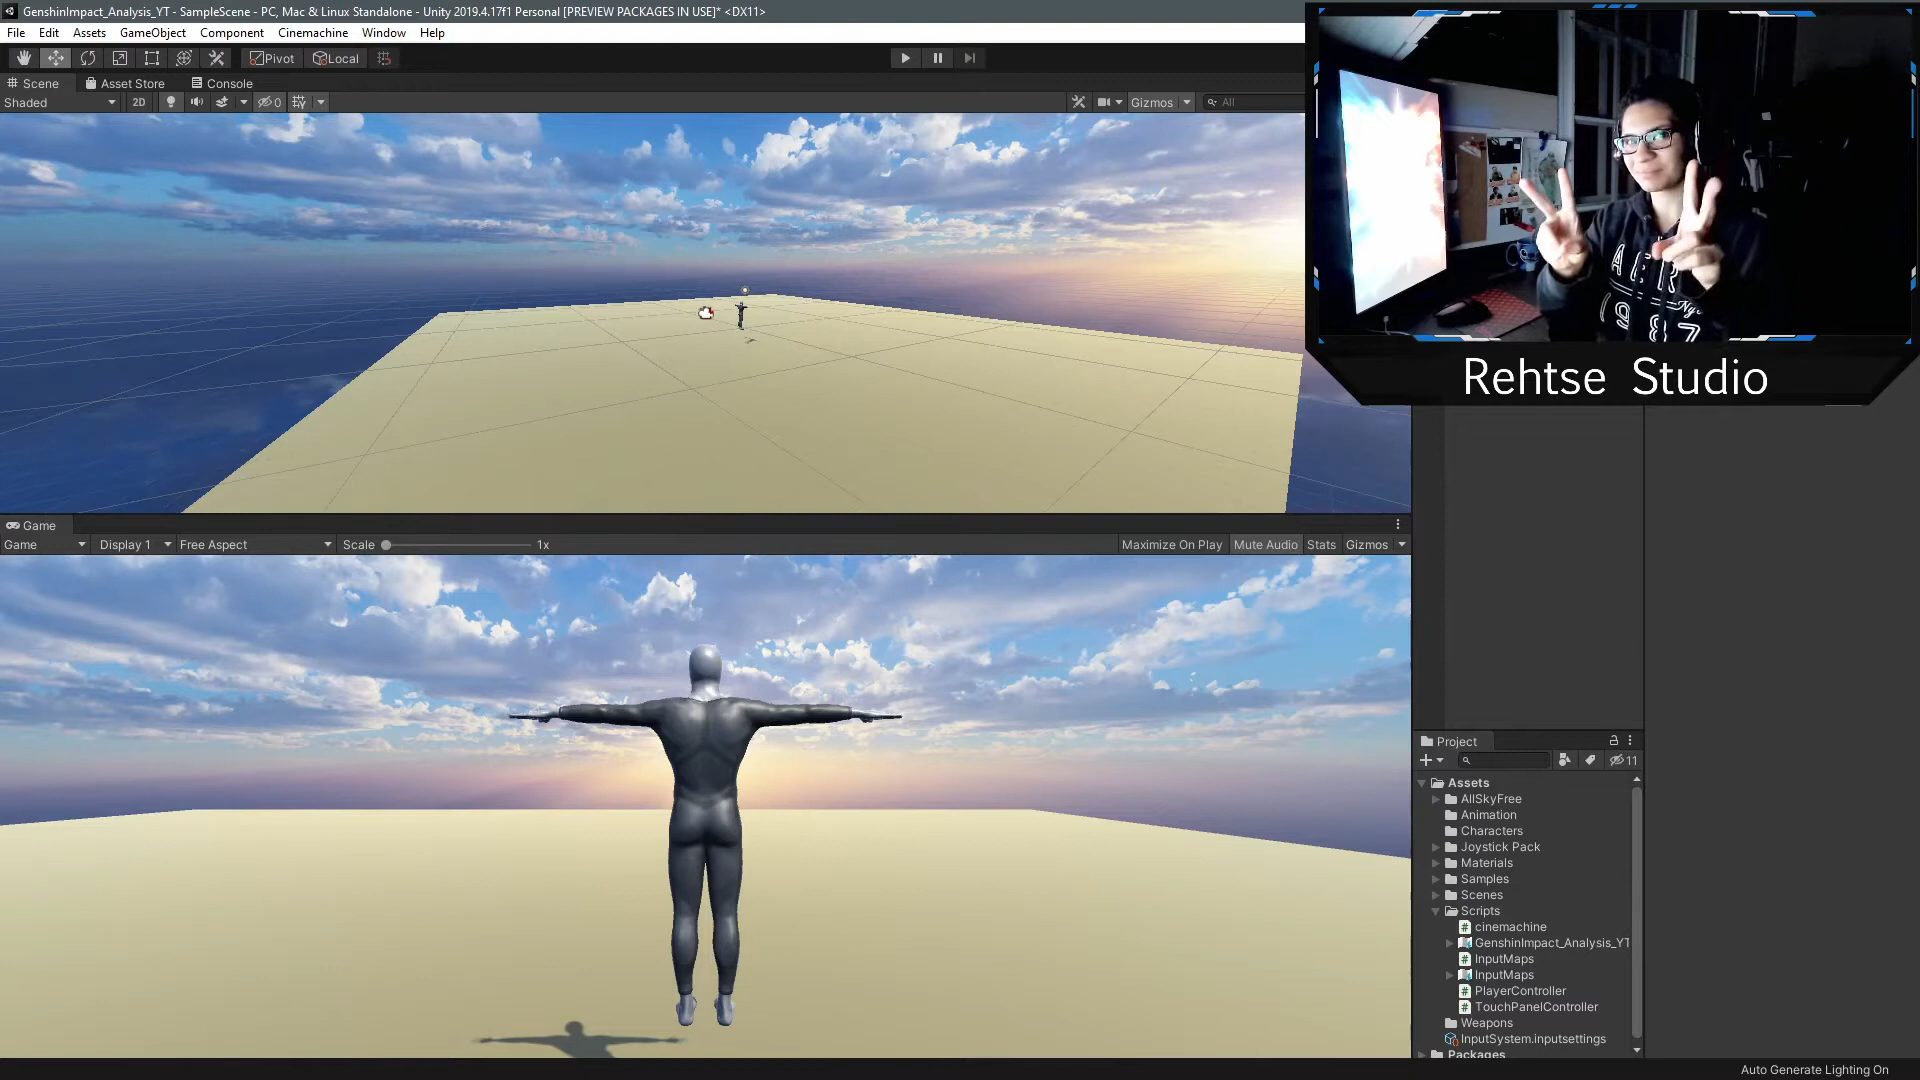 GenshinImpact_Analysis_YT - SampleScene - PC, Mac & Linux Standalone - Unity 2019.4.17f1 Personal [PREVIEW PACKAGES IN USE]* <DX11>
File Edit Assets GameObject Component Cinemachine Window Help
Pivot Local
Scene Asset Store Console
Shaded 2D 0 Gizmos All
Rehtse Studio
Game
Game Display 1 Free Aspect Scale 1x Maximize On Play Mute Audio Stats Gizmos
Project
11
Assets
AllSkyFree
Animation
Characters
Joystick Pack
Materials
Samples
Scenes
Scripts
cinemachine
GenshinImpact_Analysis_YT
InputMaps
InputMaps
PlayerController
TouchPanelController
Weapons
InputSystem.inputsettings
Packages
Auto Generate Lighting On